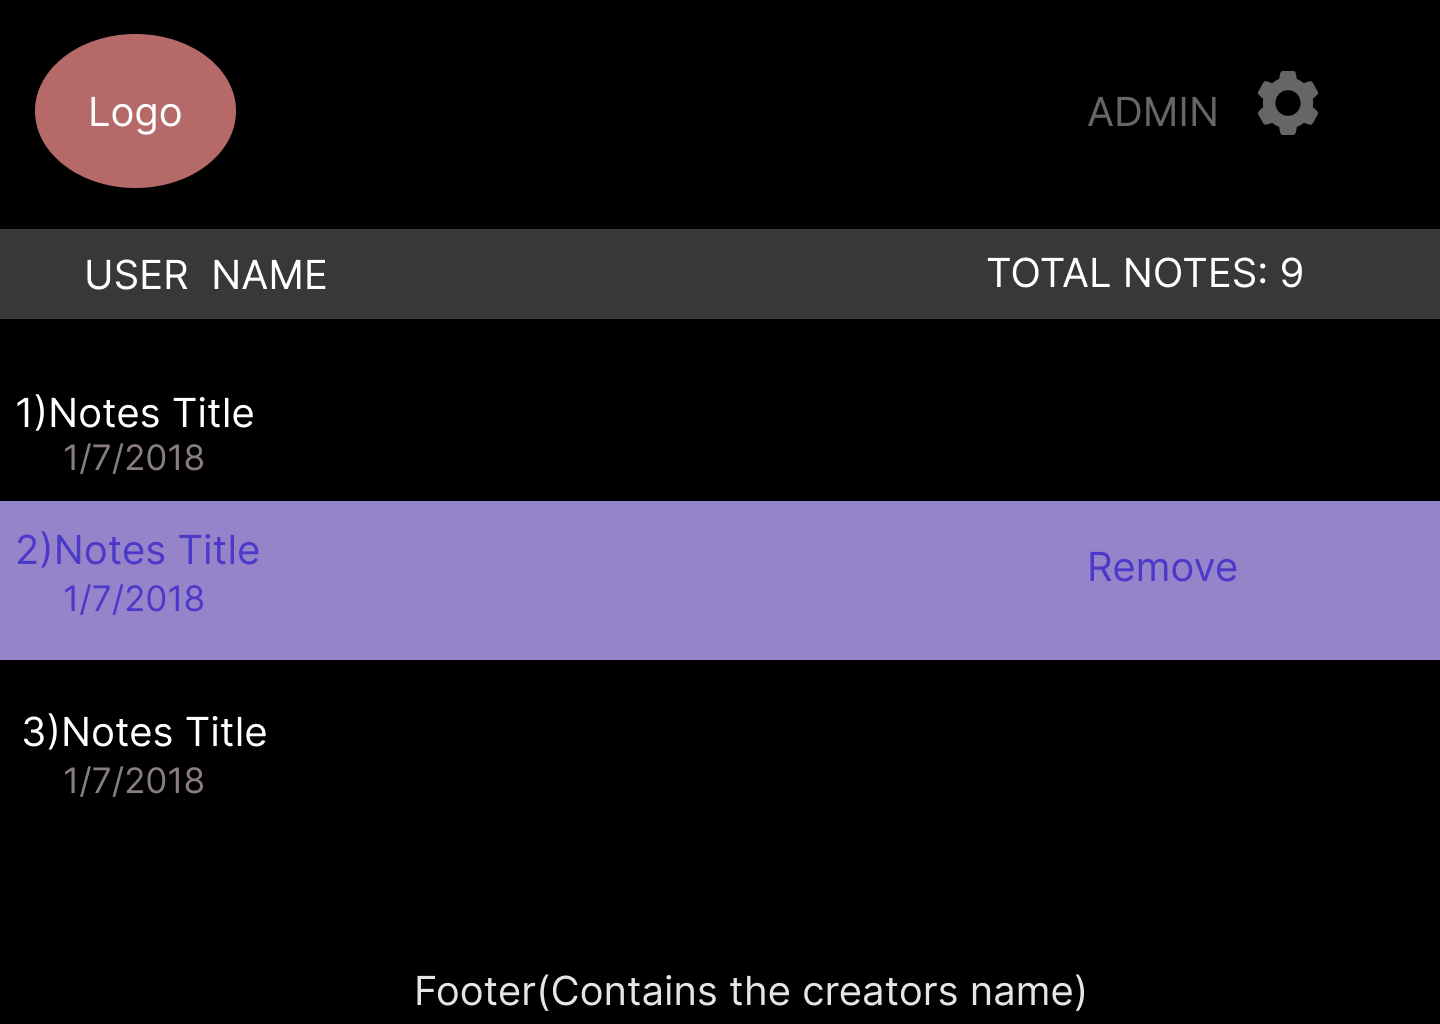 Logo
ADMIN
USER NAME
TOTAL NOTES: 9
1)Notes Title
1/7/2018
2)Notes Title
1/7/2018
Remove
3)Notes Title
1/7/2018
Footer(Contains the creators name)